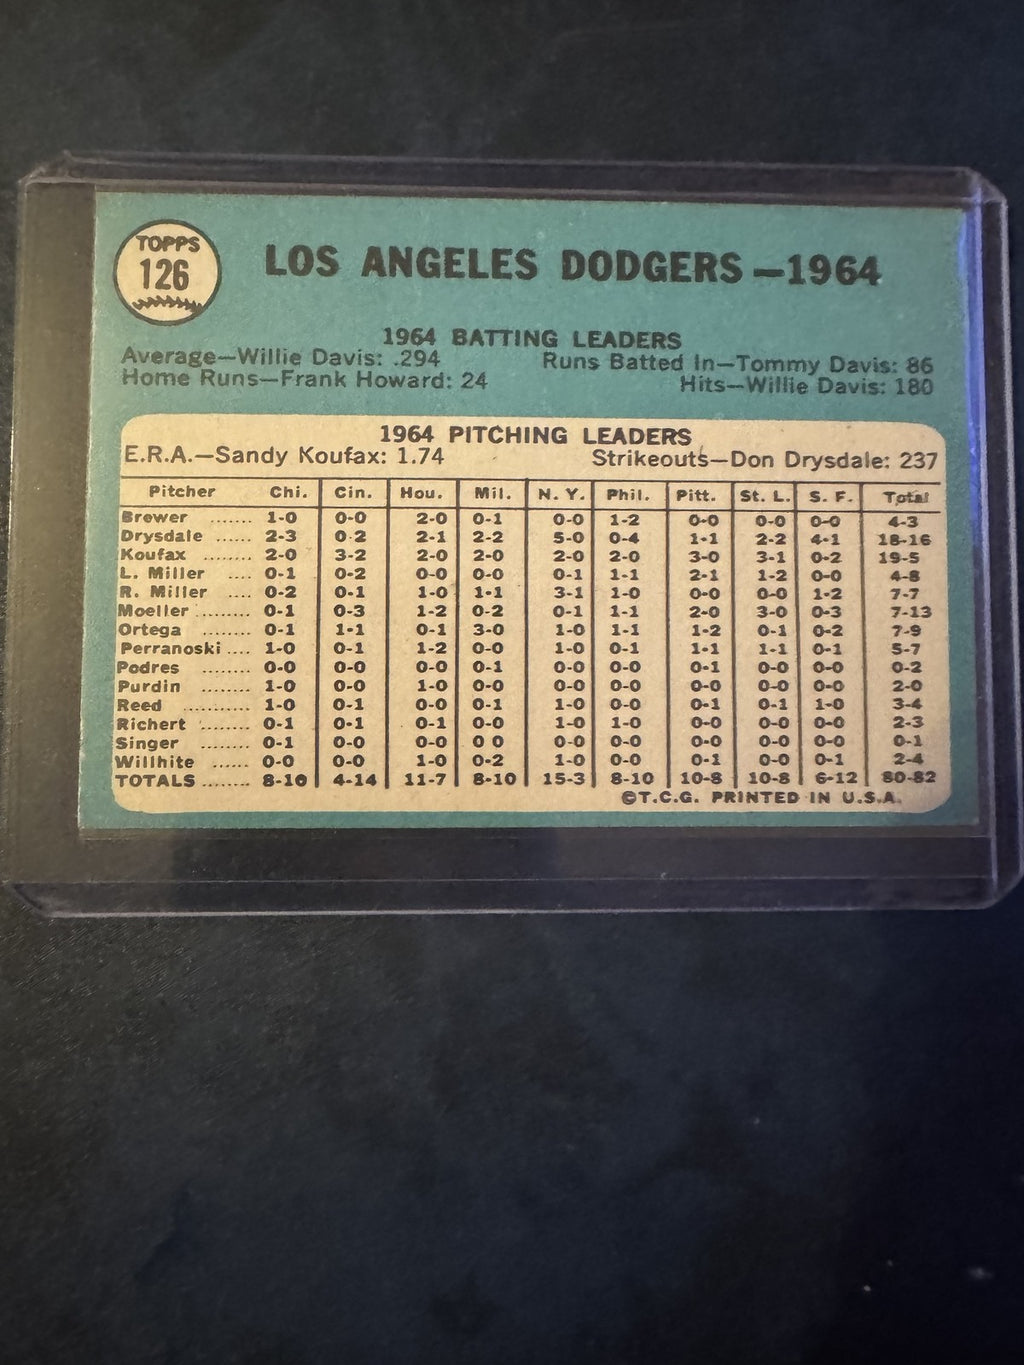 TOPPS
126
LOS ANGELES DODGERS—1964
1964 BATTING LEADERS
Average—Willie Davis: .294 Runs Batted In—Tommy Davis: 86
Home Runs—Frank Howard: 24 Hits—Willie Davis: 180
1964 PITCHING LEADERS
E.R.A.—Sandy Koufax: 1.74 Strikeouts—Don Drysdale: 237
Pitcher Chi. Cin. Hou. Mil. N. Y. Phil. Pitt. St. L. S. F. Total
Brewer ....... 1-0 0-0 2-0 0-1 0-0 1-2 0-0 0-0 0-0 4-3
Drysdale ...... 2-3 0-2 2-1 2-2 5-0 0-4 1-1 2-2 4-1 18-16
Koufax ........ 2-0 3-2 2-0 2-0 2-0 2-0 3-0 3-1 0-2 19-5
L. Miller .... 0-1 0-2 0-0 0-0 0-1 1-1 2-1 1-2 0-0 4-8
R. Miller .... 0-2 0-1 1-0 1-1 3-1 1-0 0-0 0-0 1-2 7-7
Moeller ........ 0-1 0-3 1-2 0-2 0-1 1-1 2-0 3-0 0-3 7-13
Ortega ........ 0-1 1-1 0-1 3-0 1-0 1-1 1-2 0-1 0-2 7-9
Perranoski .... 1-0 0-1 1-2 0-0 1-0 0-1 1-1 1-1 0-1 5-7
Podres ........ 0-0 0-0 0-0 0-1 0-0 0-0 0-1 0-0 0-0 0-2
Purdin ........ 1-0 0-0 1-0 0-0 0-0 0-0 0-0 0-0 0-0 2-0
Reed .......... 1-0 0-1 0-0 0-1 1-0 0-0 0-1 0-1 1-0 3-4
Richert ........ 0-1 0-1 0-1 0-0 1-0 1-0 0-0 0-0 0-0 2-3
Singer ........ 0-1 0-0 0-0 0 0 0-0 0-0 0-0 0-0 0-0 0-1
Willhite ...... 0-0 0-0 1-0 0-2 1-0 0-0 0-1 0-0 0-1 2-4
TOTALS ........ 8-10 4-14 11-7 8-10 15-3 8-10 10-8 10-8 6-12 80-82
©T.C.G. PRINTED IN U.S.A.